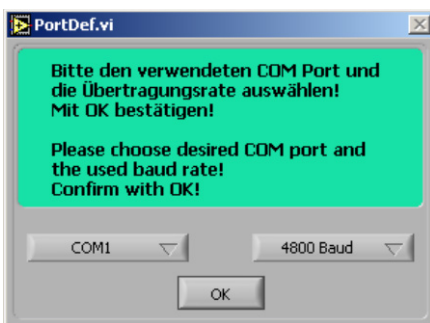 PortDef.vi
Bitte den verwendeten COM Port und
die Übertragungsrate auswählen!
Mit OK bestätigen!
Please choose desired COM port and
the used baud rate!
Confirm with OK!
COM1
4800 Baud
OK